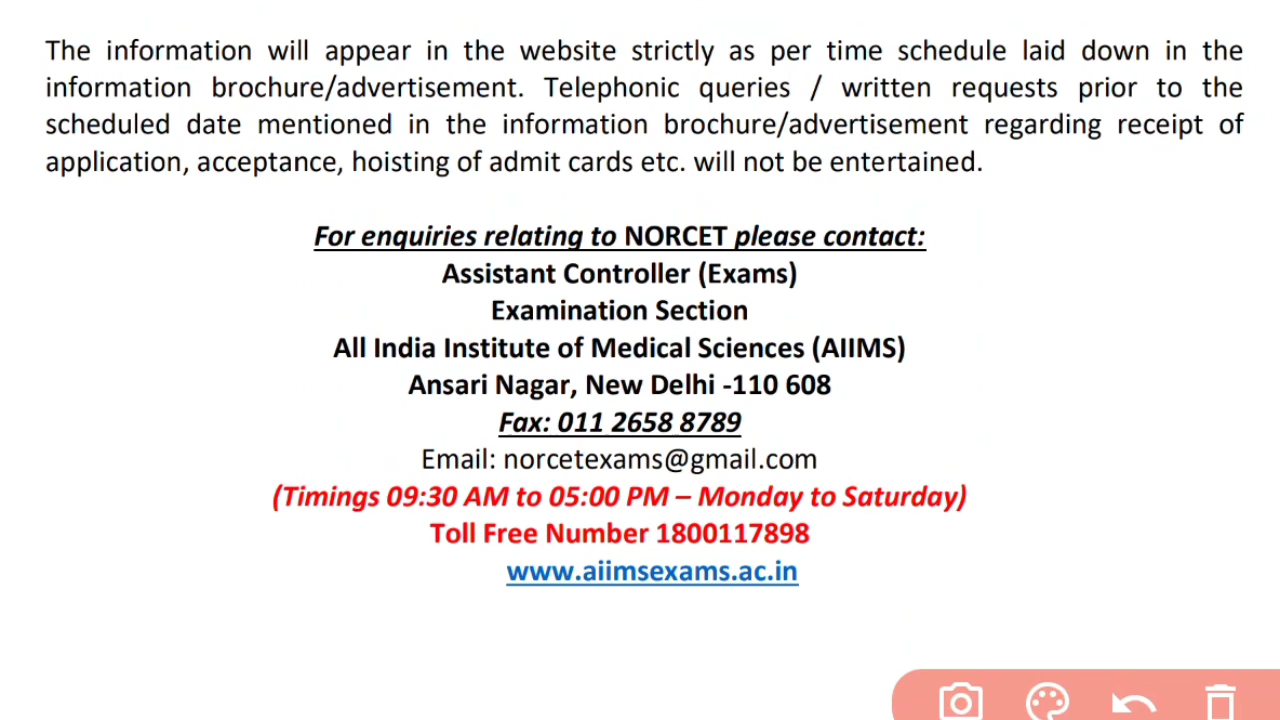 The information will appear in the website strictly as per time schedule laid down in the
information brochure/advertisement. Telephonic queries / written requests prior to the
scheduled date mentioned in the information brochure/advertisement regarding receipt of
application, acceptance, hoisting of admit cards etc. will not be entertained.
For enquiries relating to NORCET please contact:
Assistant Controller (Exams)
Examination Section
All India Institute of Medical Sciences (AIIMS)
Ansari Nagar, New Delhi -110 608
Fax: 011 2658 8789
Email: norcetexams@gmail.com
(Timings 09:30 AM to 05:00 PM – Monday to Saturday)
Toll Free Number 1800117898
www.aiimsexams.ac.in